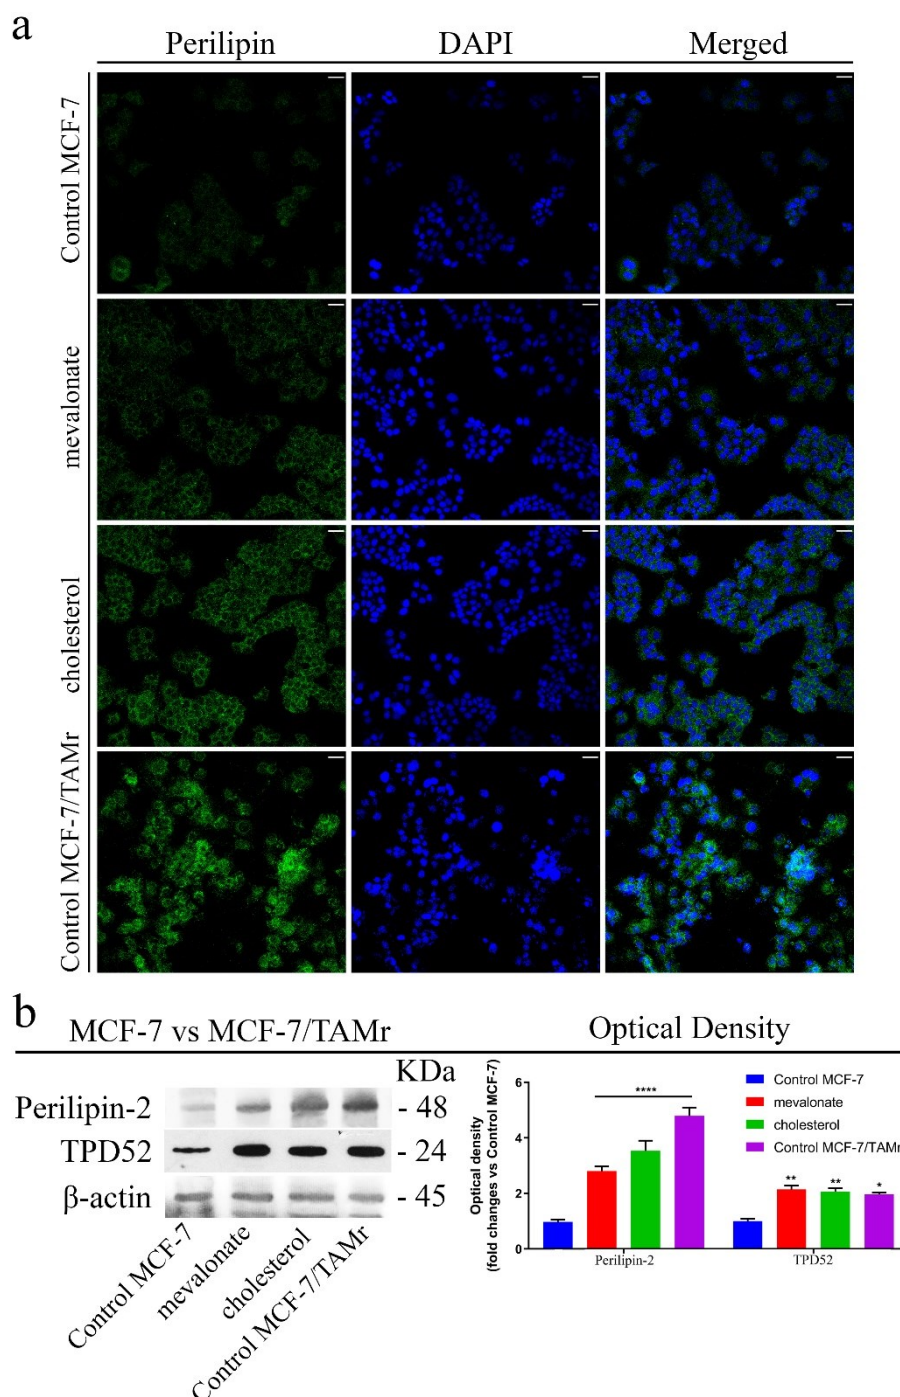 a
Perilipin DAPI Merged
Control MCF-7
mevalonate
cholesterol
Control MCF-7/TAMr
b
MCF-7 vs MCF-7/TAMr
KDa
Perilipin-2 - 48
TPD52 - 24
β-actin - 45
Control MCF-7
mevalonate
cholesterol
Control MCF-7/TAMr
Optical Density
Optical density
(fold changes vs Control MCF-7)
6
4
2
0
****
** ** *
Perilipin-2 TPD52
Control MCF-7
mevalonate
cholesterol
Control MCF-7/TAMr